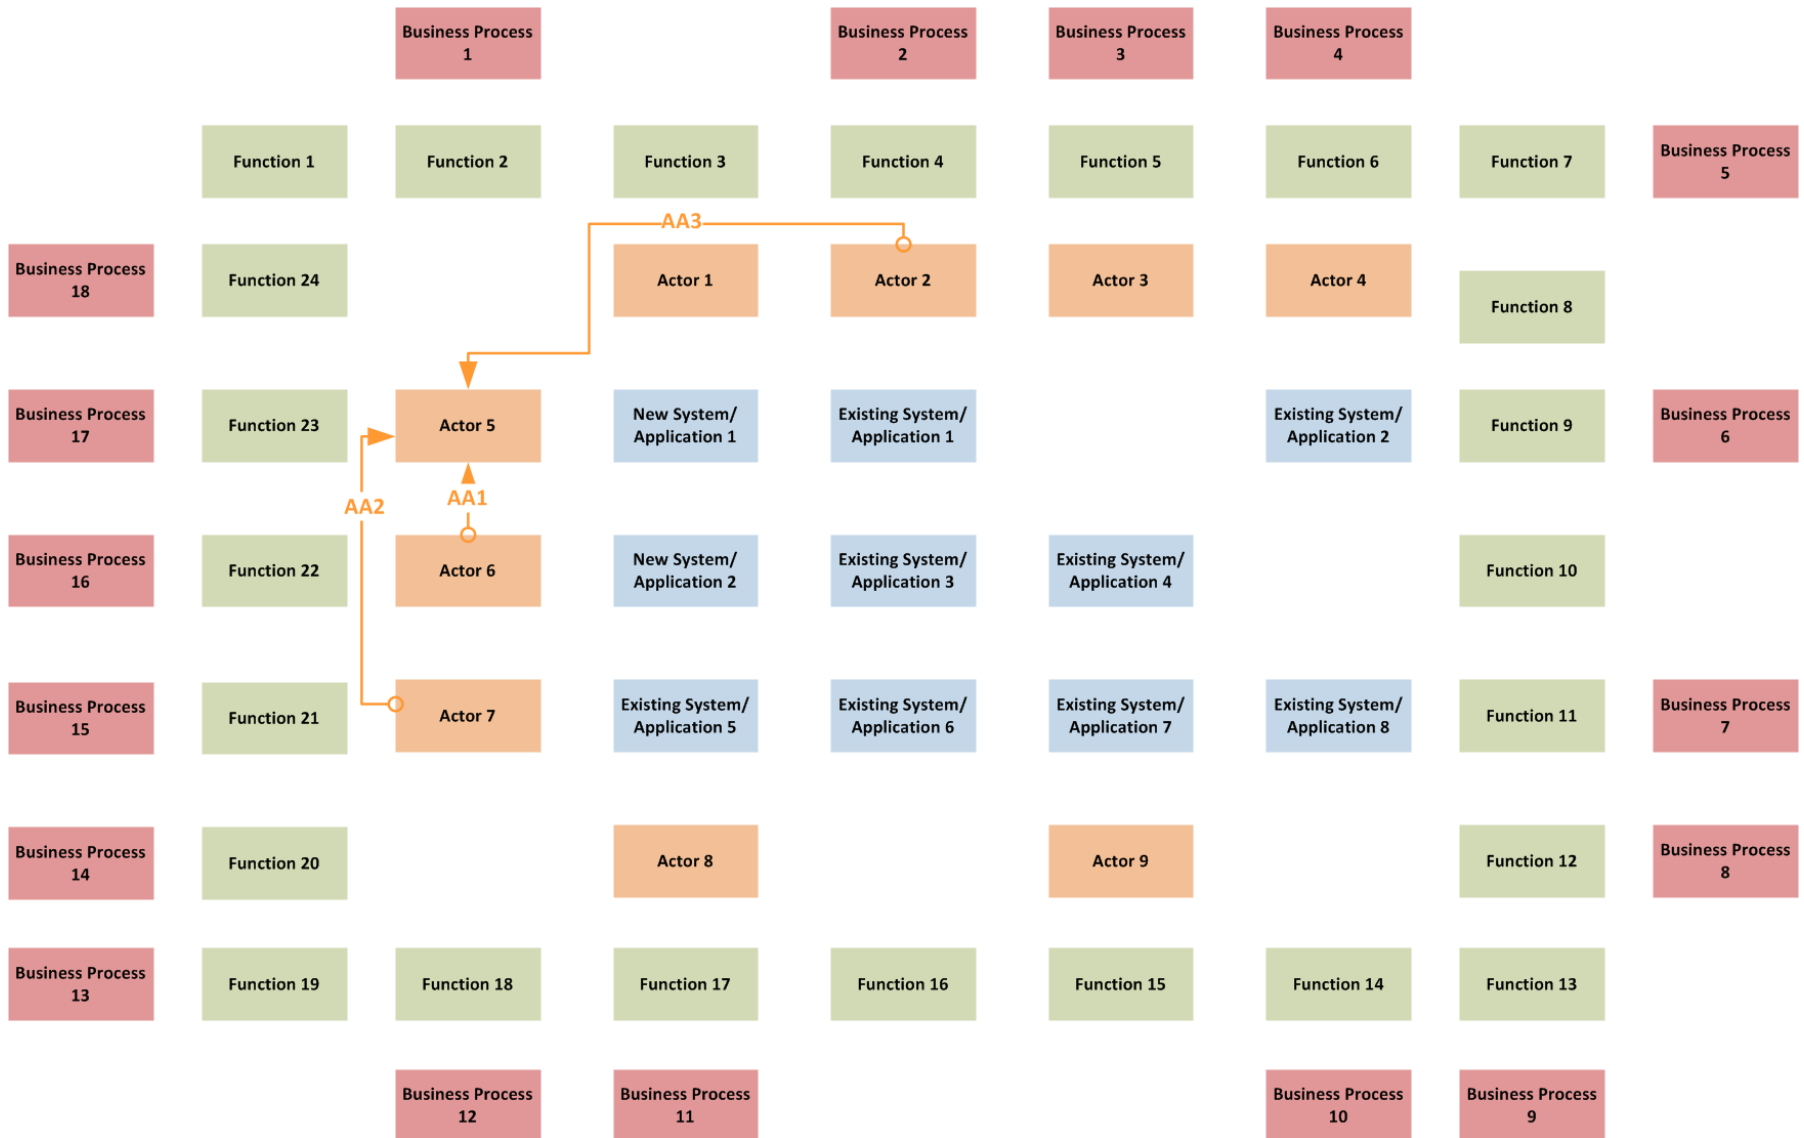 Business Process
1
Business Process
2
Business Process
3
Business Process
4
Function 1
Function 2
Function 3
Function 4
Function 5
Function 6
Function 7
Business Process
5
AA3
Business Process
18
Function 24
Actor 1
Actor 2
Actor 3
Actor 4
Function 8
Business Process
17
Function 23
Actor 5
New System/
Application 1
Existing System/
Application 1
Existing System/
Application 2
Function 9
Business Process
6
AA2
AA1
Business Process
16
Function 22
Actor 6
New System/
Application 2
Existing System/
Application 3
Existing System/
Application 4
Function 10
Business Process
15
Function 21
Actor 7
Existing System/
Application 5
Existing System/
Application 6
Existing System/
Application 7
Existing System/
Application 8
Function 11
Business Process
7
Business Process
14
Function 20
Actor 8
Actor 9
Function 12
Business Process
8
Business Process
13
Function 19
Function 18
Function 17
Function 16
Function 15
Function 14
Function 13
Business Process
12
Business Process
11
Business Process
10
Business Process
9